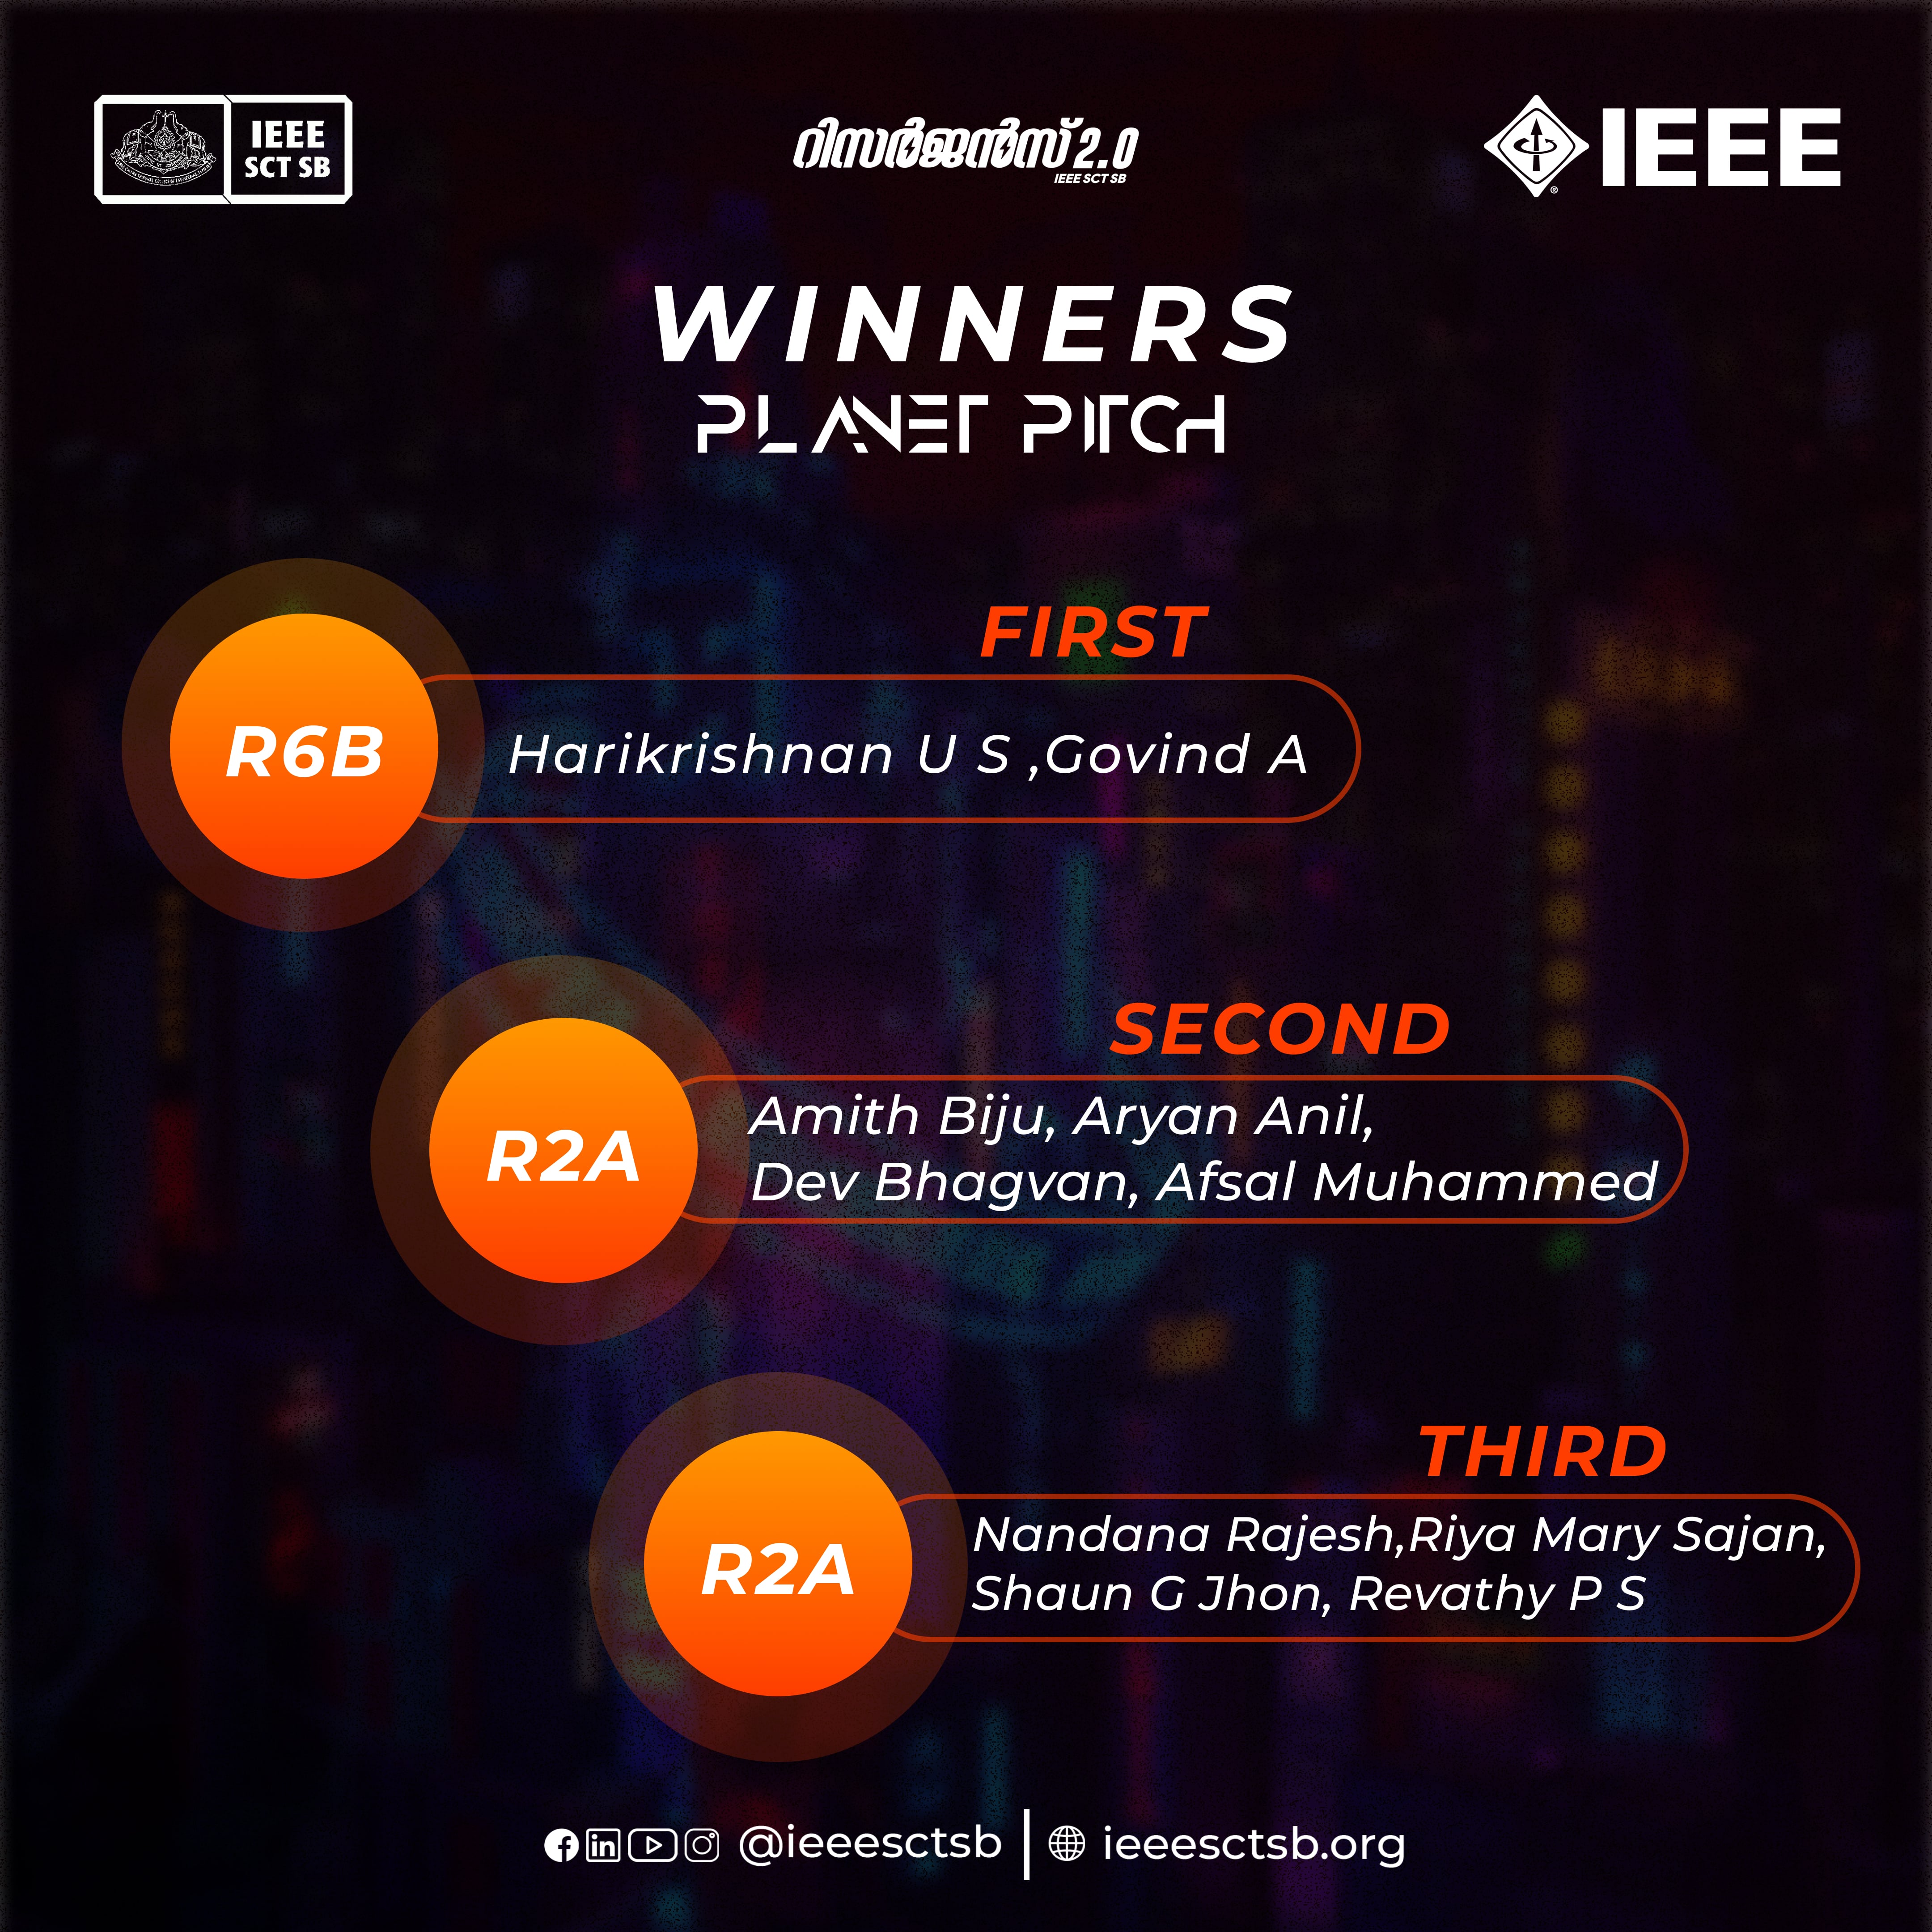 IEEE
SCT SB
റിസർജൻസ് 2.0
IEEE SCT SB
IEEE
WINNERS
PLANET PITCH
FIRST
R6B
Harikrishnan U S ,Govind A
SECOND
R2A
Amith Biju, Aryan Anil,
Dev Bhagvan, Afsal Muhammed
THIRD
R2A
Nandana Rajesh,Riya Mary Sajan,
Shaun G Jhon, Revathy P S
@ieeesctsb
ieeesctsb.org